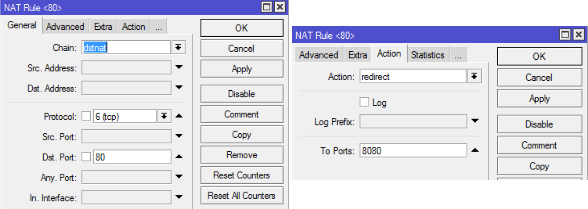 NAT Rule <80>
General Advanced Extra Action ...
Chain: dstnat
Src. Address:
Dst. Address:
Protocol: 6 (tcp)
Src. Port:
Dst. Port: 80
Any. Port:
In. Interface:
OK
Cancel
Apply
Disable
Comment
Copy
Remove
Reset Counters
Reset All Counters
NAT Rule <80>
Advanced Extra Action Statistics ...
Action: redirect
Log
Log Prefix:
To Ports: 8080
OK
Cancel
Apply
Disable
Comment
Copy